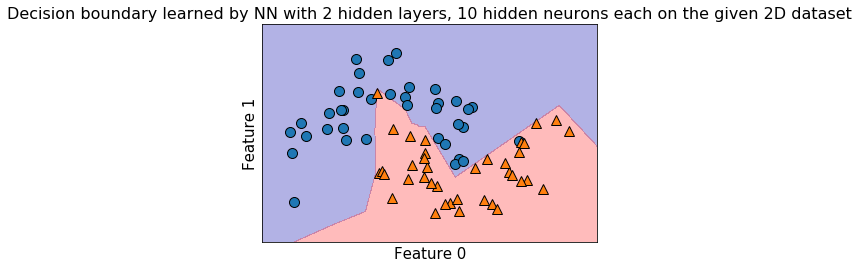 Decision boundary learned by NN with 2 hidden layers, 10 hidden neurons each on the given 2D dataset
Feature 1
Feature 0